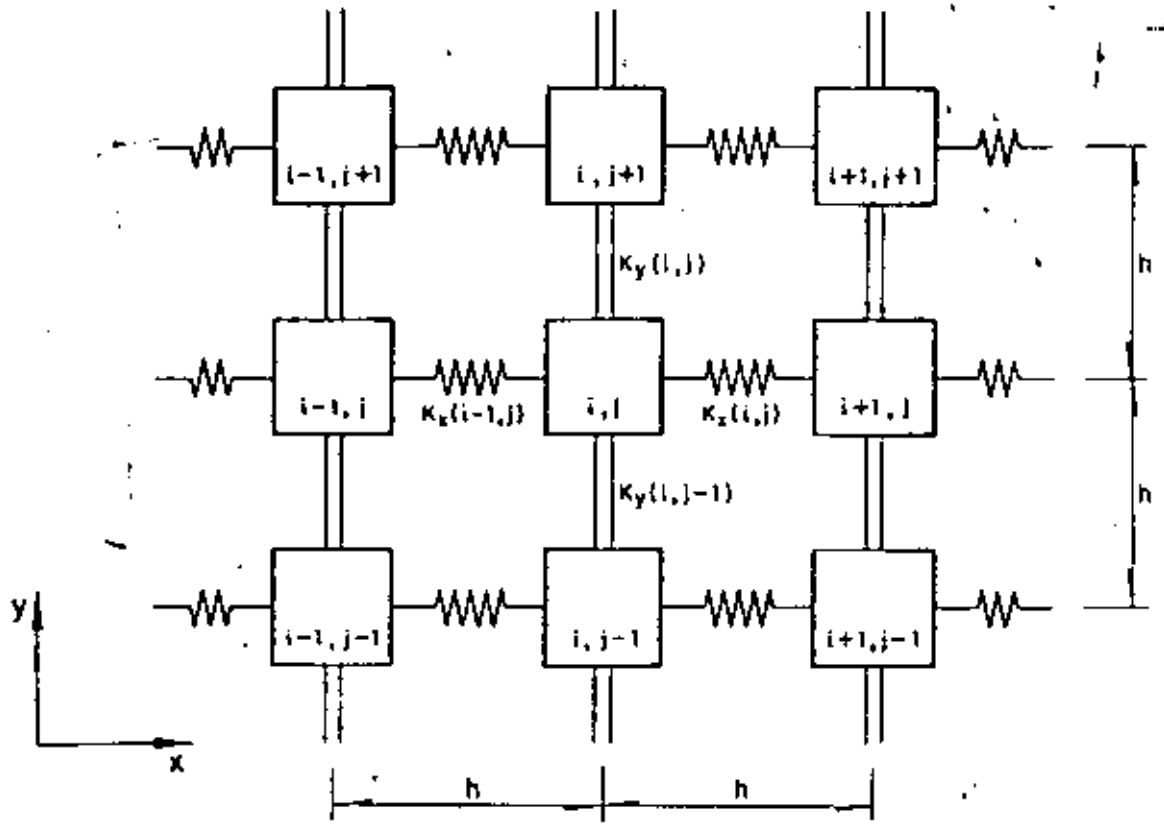 i-1,j+1 i,j+1 i+1,j+1
Ky(i,j)
h
i-1,j Kx(i-1,j) i,j Kx(i,j) i+1,j
Ky(i,j-1)
h
i-1,j-1 i,j-1 i+1,j-1
y
x
h h